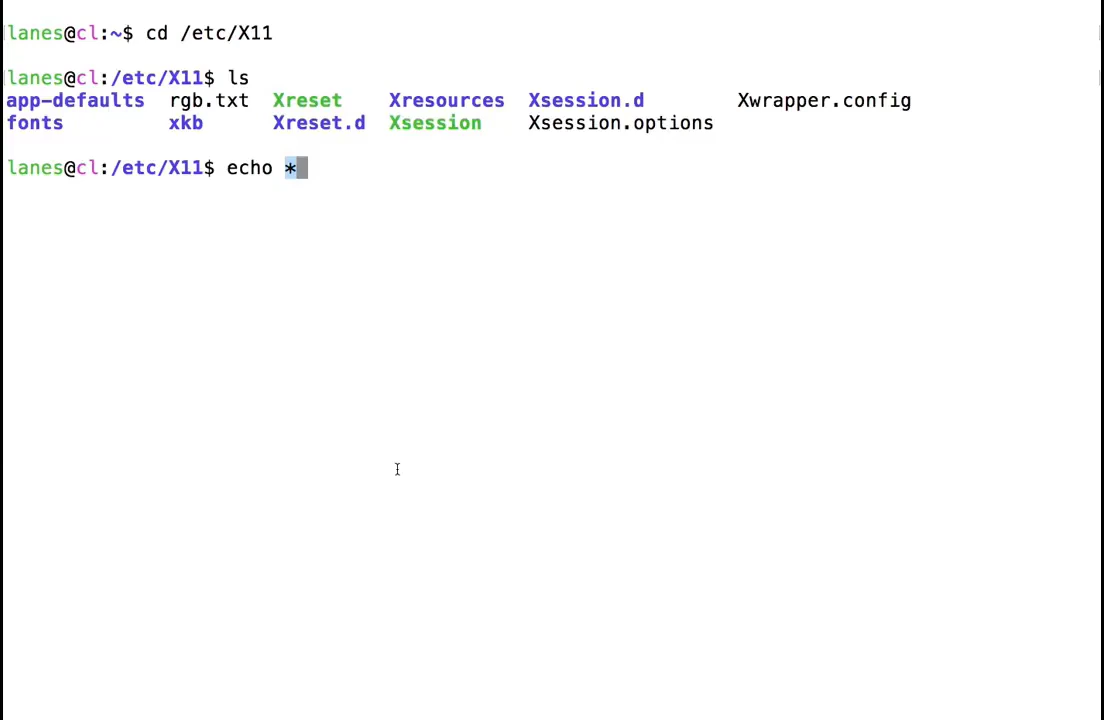 lanes@cl:~$ cd /etc/X11
lanes@cl:/etc/X11$ ls
app-defaults rgb.txt Xreset Xresources Xsession.d Xwrapper.config
fonts xkb Xreset.d Xsession Xsession.options
lanes@cl:/etc/X11$ echo *